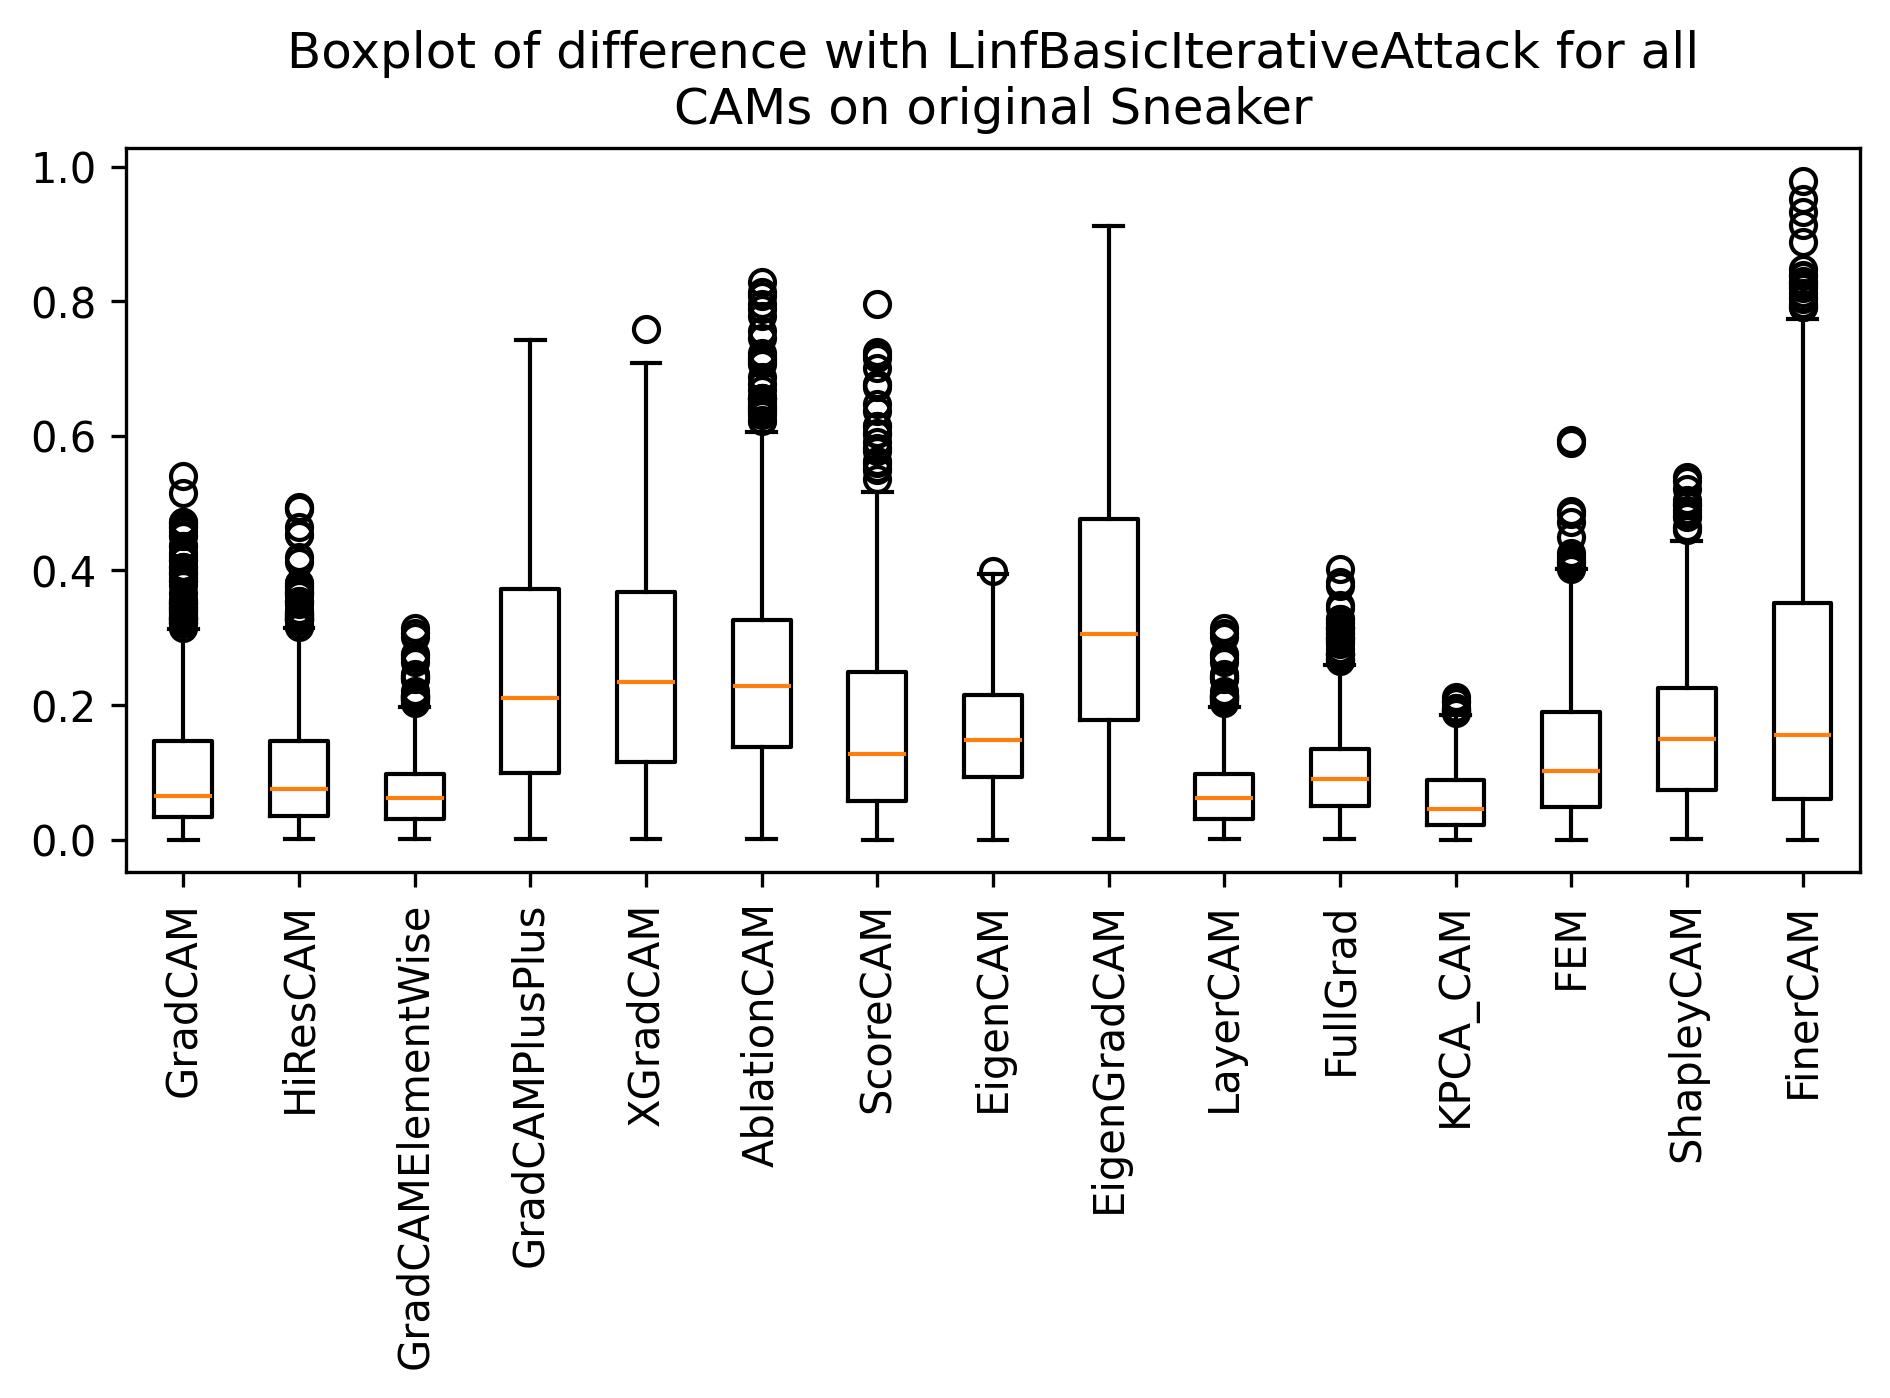 Boxplot of difference with LinfBasicIterativeAttack for all
CAMs on original Sneaker
1.0
0.8
0.6
0.4
0.2
0.0
GradCAM
HiResCAM
GradCAMElementWise
GradCAMPlusPlus
XGradCAM
AblationCAM
ScoreCAM
EigenCAM
EigenGradCAM
LayerCAM
FullGrad
KPCA_CAM
FEM
ShapleyCAM
FinerCAM